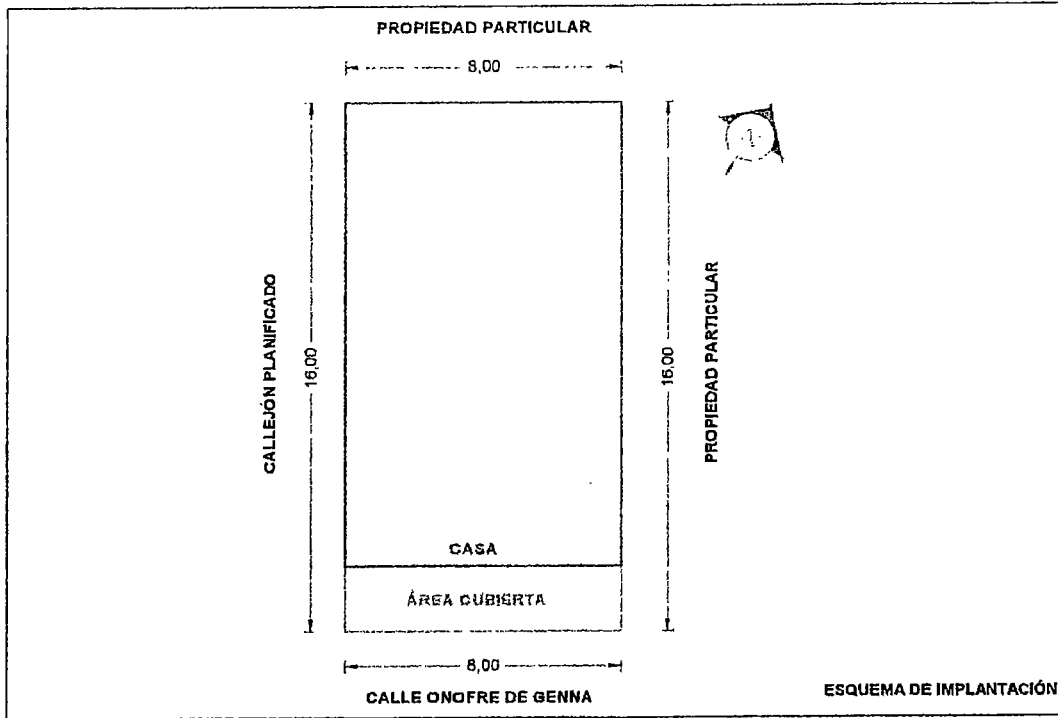 PROPIEDAD PARTICULAR
8,00
CALLEJÓN PLANIFICADO
16,00
16,00
PROPIEDAD PARTICULAR
CASA
ÁREA CUBIERTA
8,00
CALLE ONOFRE DE GENNA
ESQUEMA DE IMPLANTACIÓN